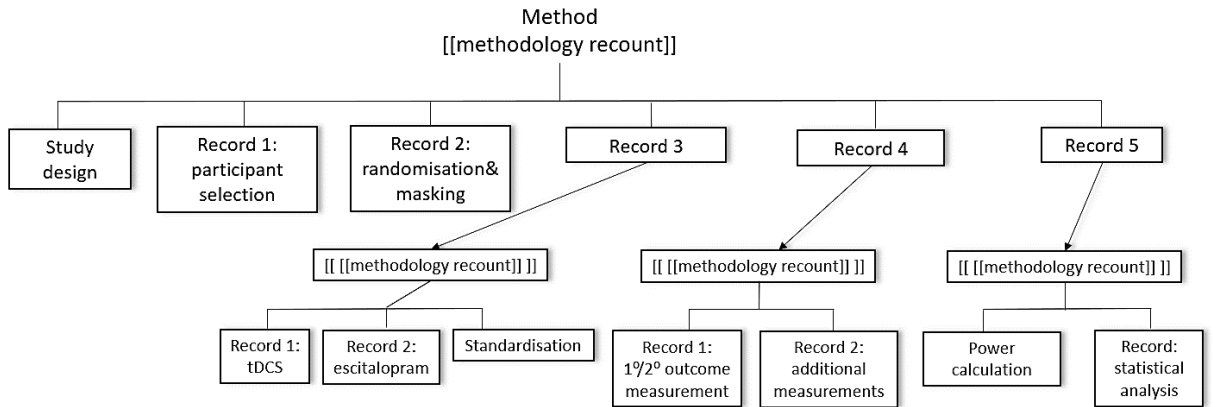 Method
[[methodology recount]]
Study
design
Record 1:
participant
selection
Record 2:
randomisation&
masking
Record 3
Record 4
Record 5
[[ [[methodology recount]] ]]
[[ [[methodology recount]] ]]
[[ [[methodology recount]] ]]
Record 1:
tDCS
Record 2:
escitalopram
Standardisation
Record 1:
1⁰/2⁰ outcome
measurement
Record 2:
additional
measurements
Power
calculation
Record:
statistical
analysis